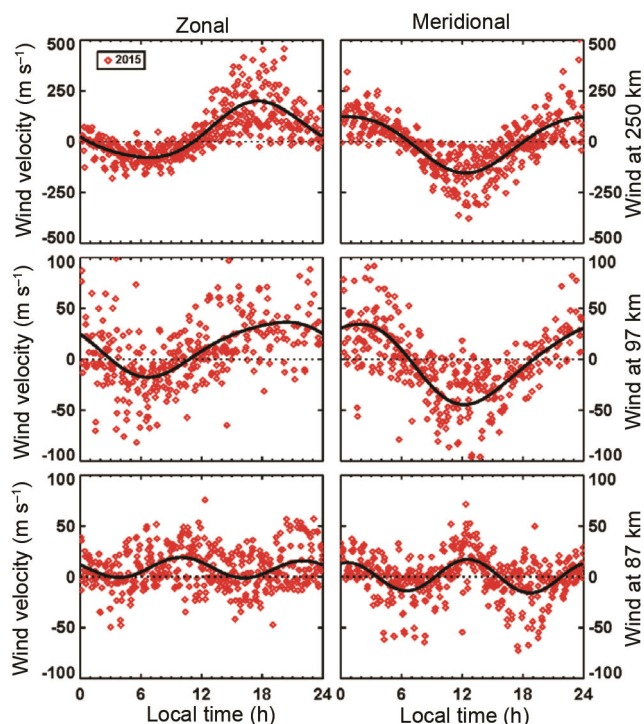 Zonal
Meridional
Wind velocity (m s⁻¹)
500
250
0
-250
-500
2015
500
250
0
-250
-500
Wind at 250 km
Wind velocity (m s⁻¹)
100
50
0
-50
-100
100
50
0
-50
-100
Wind at 97 km
Wind velocity (m s⁻¹)
100
50
0
-50
-100
100
50
0
-50
-100
Wind at 87 km
0 6 12 18 24
0 6 12 18 24
Local time (h)
Local time (h)